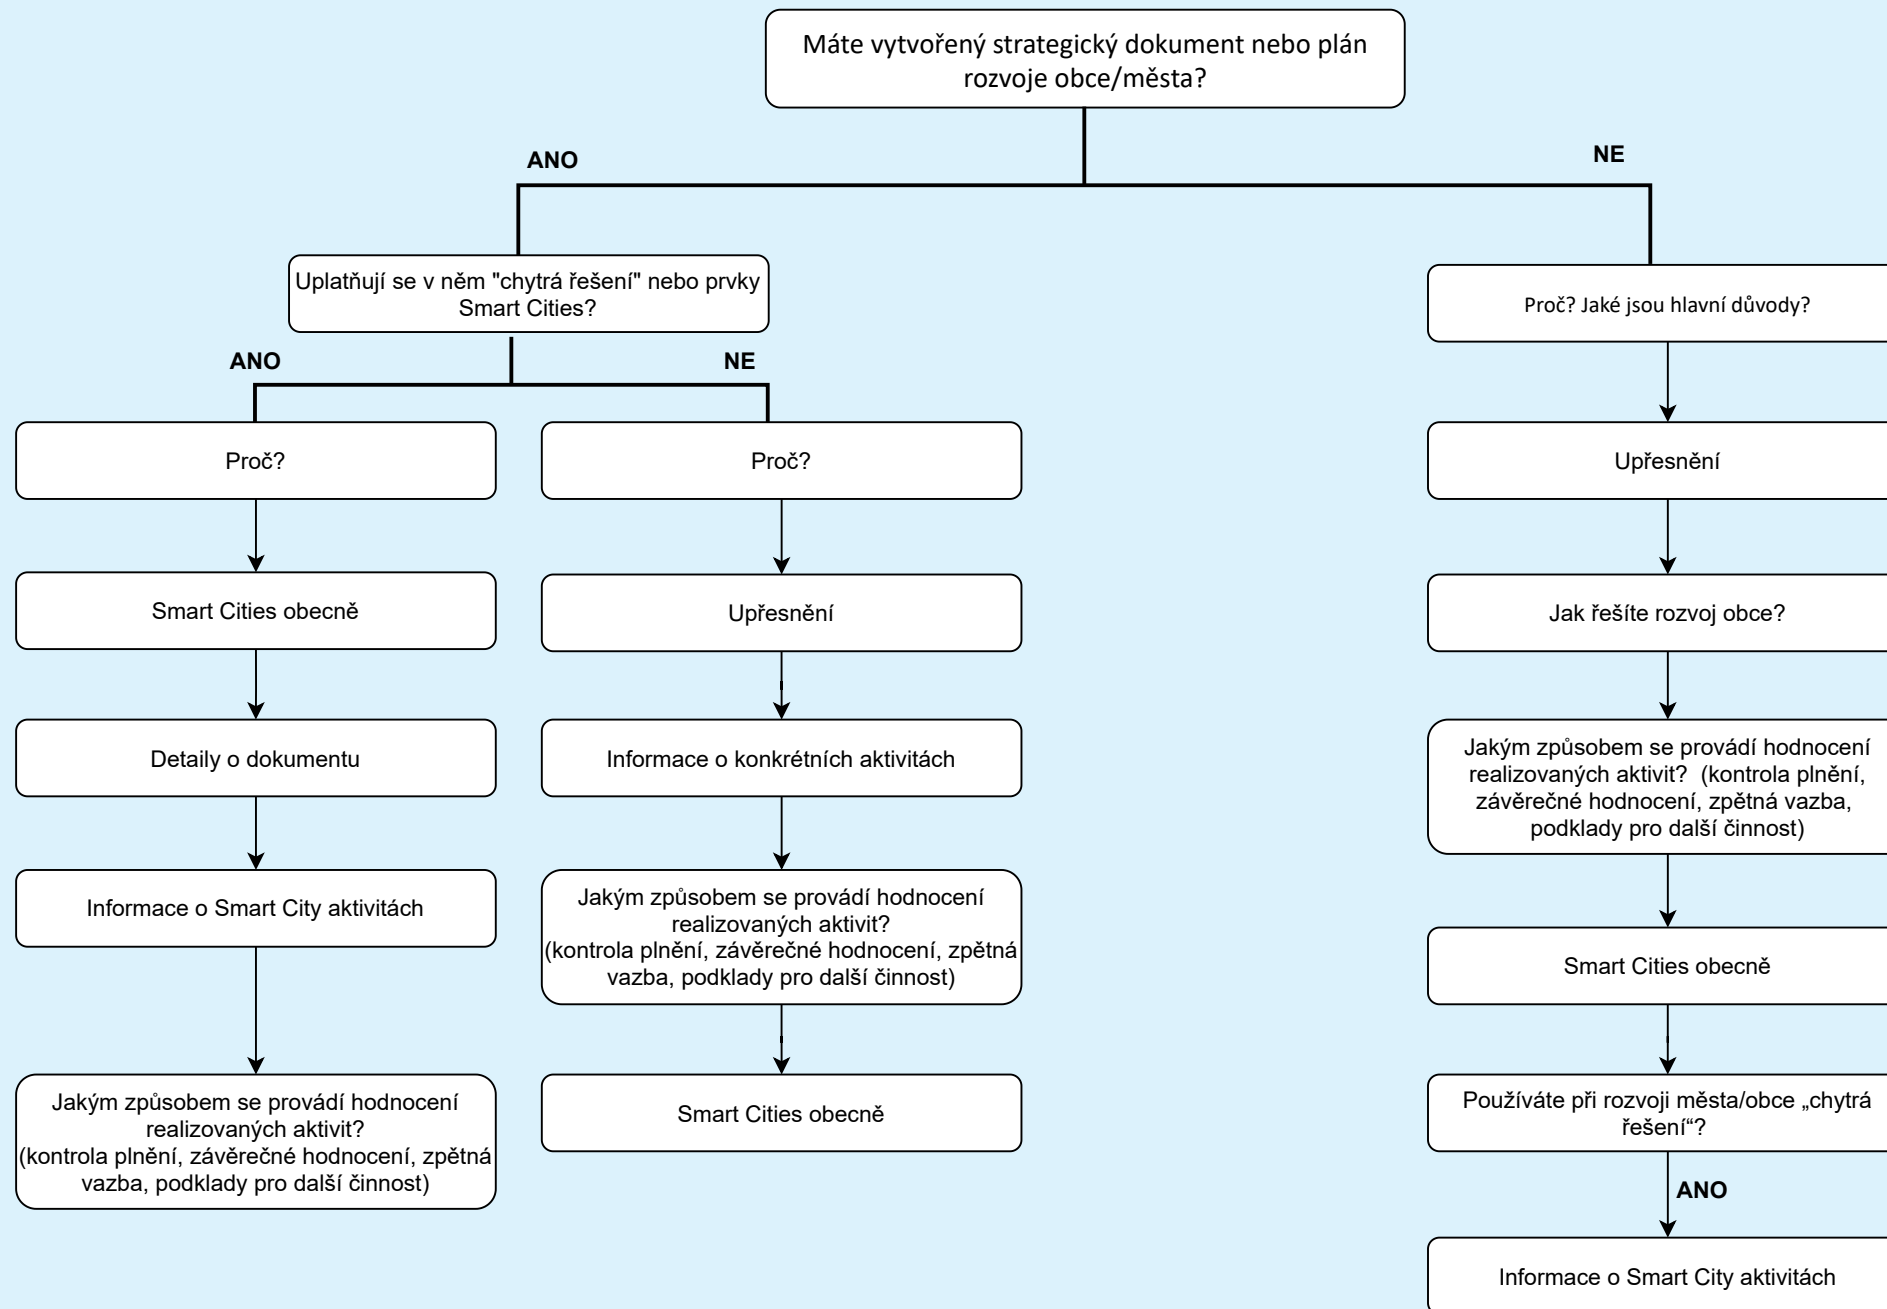 Máte vytvořený strategický dokument nebo plán
rozvoje obce/města?
ANO
NE
Uplatňují se v něm "chytrá řešení" nebo prvky
Smart Cities?
ANO
NE
Proč?
Smart Cities obecně
Detaily o dokumentu
Informace o Smart City aktivitách
Jakým způsobem se provádí hodnocení
realizovaných aktivit?
(kontrola plnění, závěrečné hodnocení, zpětná
vazba, podklady pro další činnost)
Proč?
Upřesnění
Informace o konkrétních aktivitách
Jakým způsobem se provádí hodnocení
realizovaných aktivit?
(kontrola plnění, závěrečné hodnocení, zpětná
vazba, podklady pro další činnost)
Smart Cities obecně
Proč? Jaké jsou hlavní důvody?
Upřesnění
Jak řešíte rozvoj obce?
Jakým způsobem se provádí hodnocení
realizovaných aktivit? (kontrola plnění,
závěrečné hodnocení, zpětná vazba,
podklady pro další činnost)
Smart Cities obecně
Používáte při rozvoji města/obce „chytrá
řešení“?
ANO
Informace o Smart City aktivitách